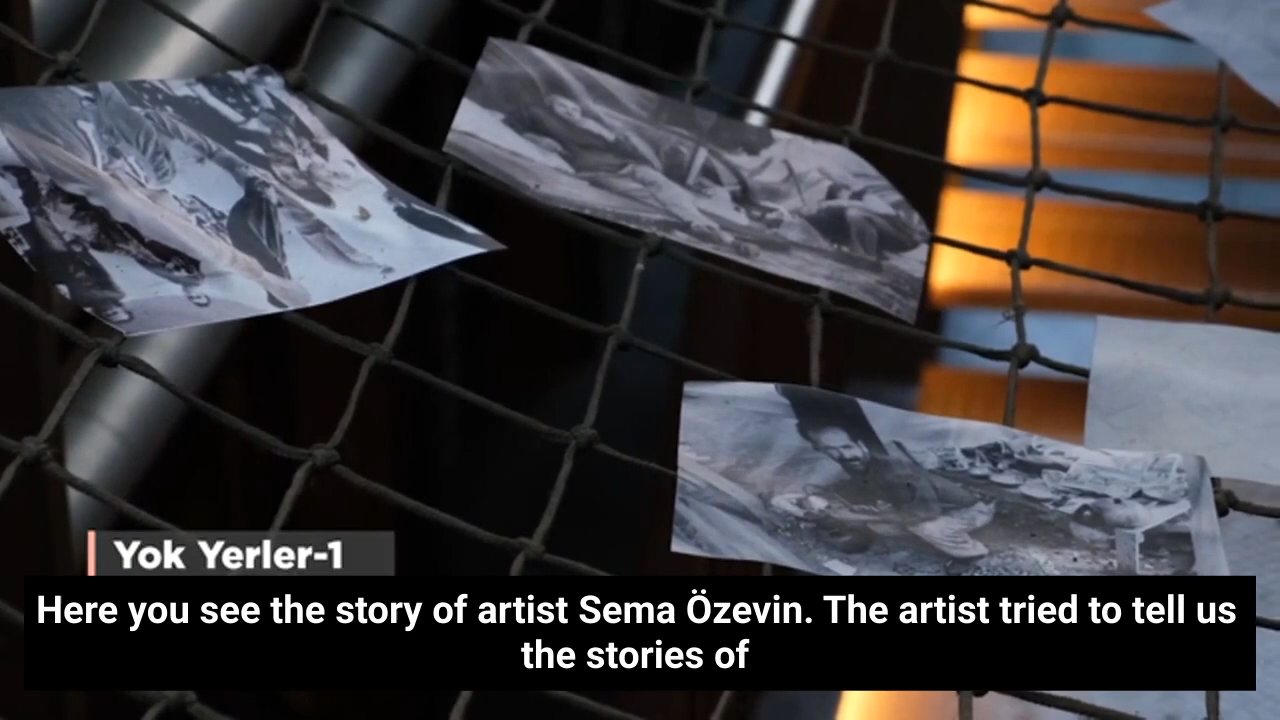 Yok Yerler-1
Here you see the story of artist Sema Özevin. The artist tried to tell us
the stories of